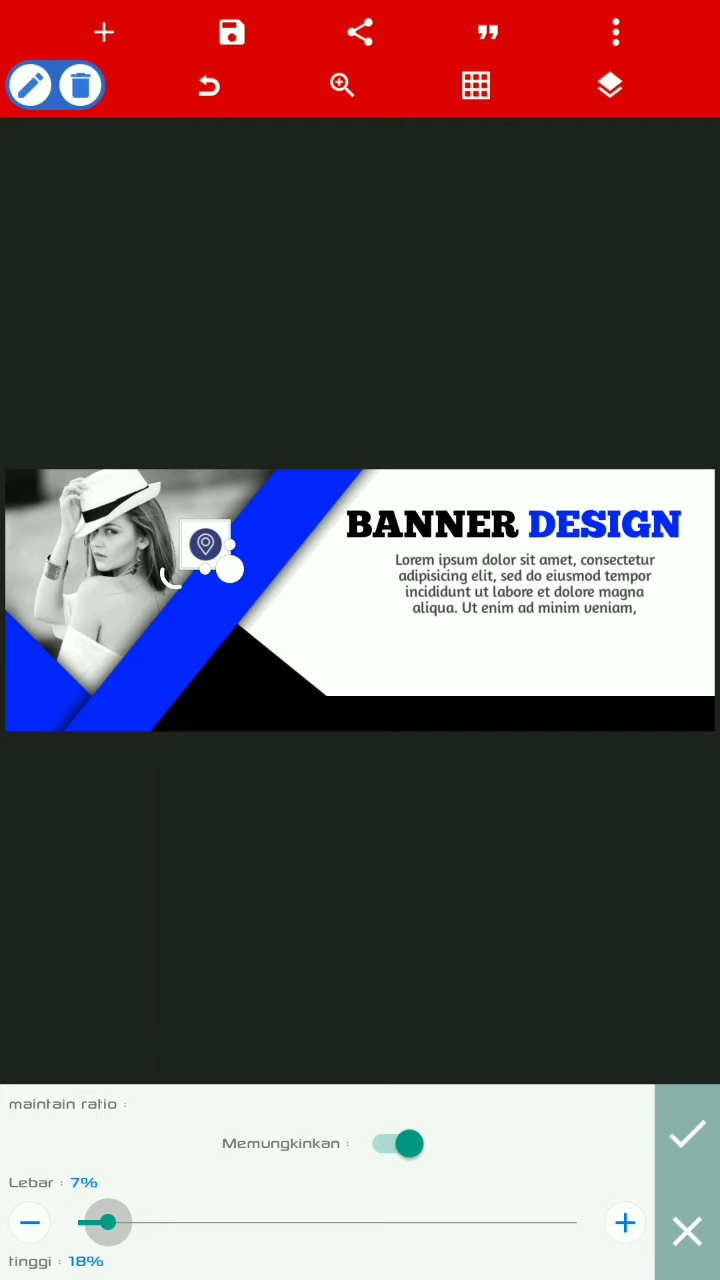 BANNER DESIGN
Lorem ipsum dolor sit amet, consectetur
adipisicing elit, sed do eiusmod tempor
incididunt ut labore et dolore magna
aliqua. Ut enim ad minim veniam,
maintain ratio :
Memungkinkan :
Lebar : 7%
tinggi : 18%